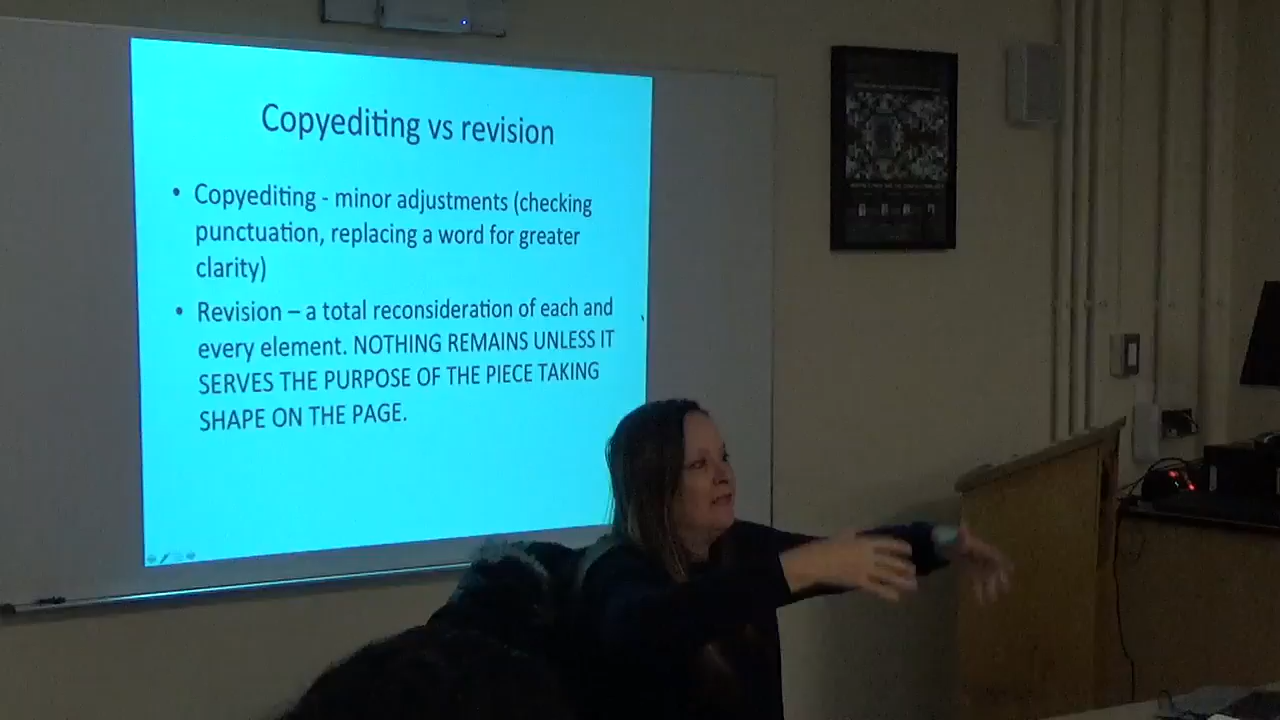 Copyediting vs revision
• Copyediting - minor adjustments (checking
punctuation, replacing a word for greater
clarity)
• Revision – a total reconsideration of each and
every element. NOTHING REMAINS UNLESS IT
SERVES THE PURPOSE OF THE PIECE TAKING
SHAPE ON THE PAGE.